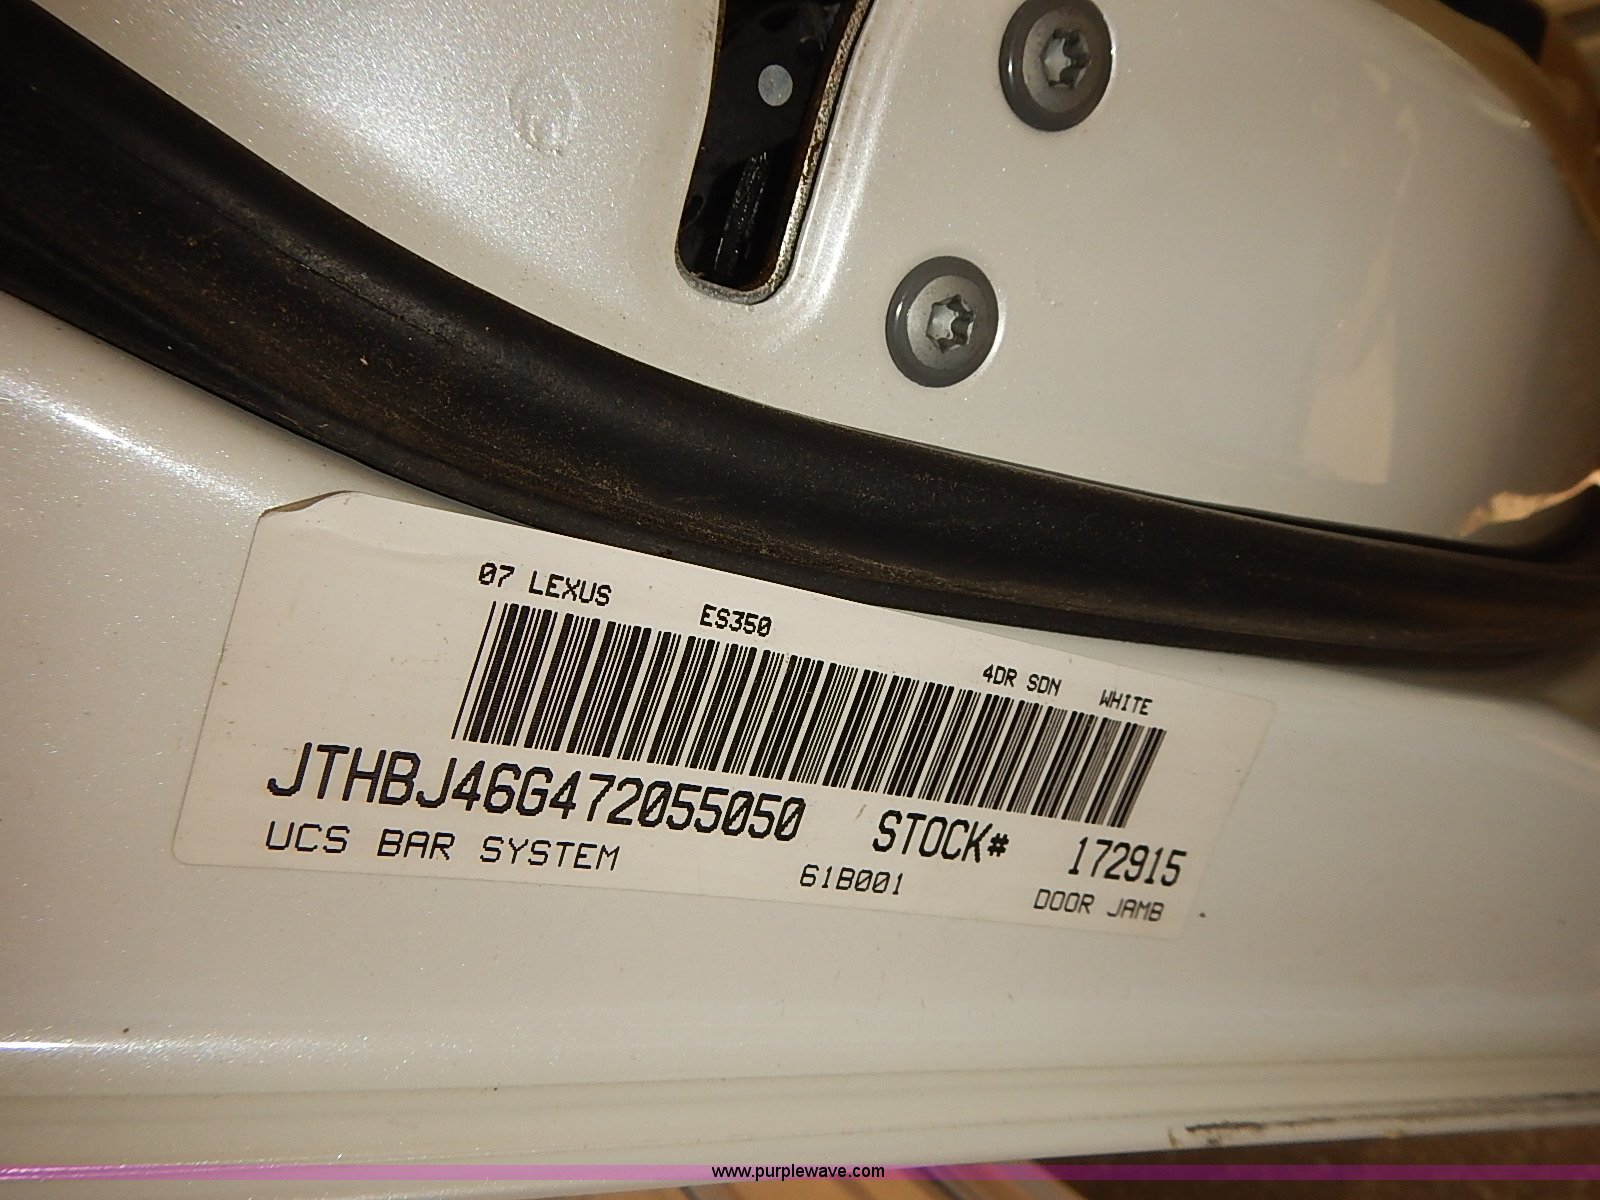 07 LEXUS ES350 4DR SDN WHITE
JTHBJ46G472055050 STOCK# 172915
UCS BAR SYSTEM 61B001 DOOR JAMB
www.purplewave.com